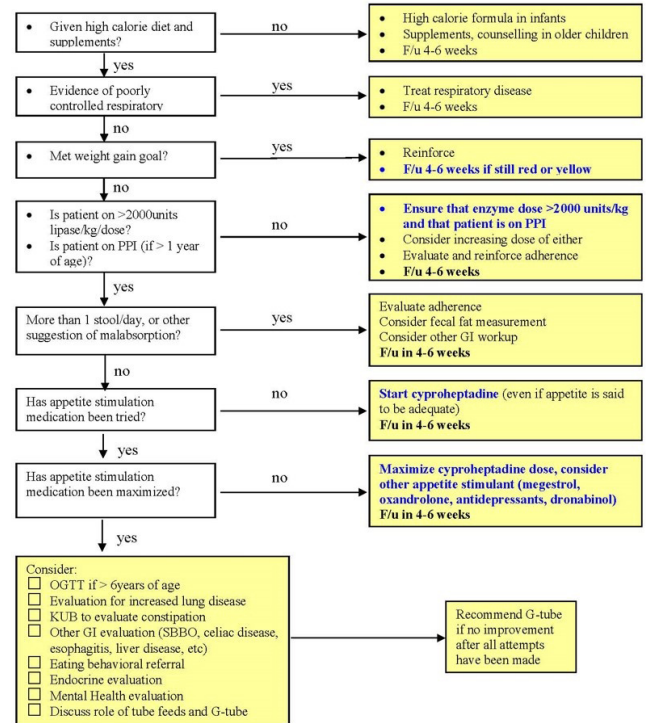 • Given high calorie diet and
supplements?
no
• High calorie formula in infants
• Supplements, counselling in older children
• F/u 4-6 weeks
yes
• Evidence of poorly
controlled respiratory
yes
• Treat respiratory disease
• F/u 4-6 weeks
no
• Met weight gain goal?
yes
• Reinforce
• F/u 4-6 weeks if still red or yellow
no
• Is patient on >2000units
lipase/kg/dose?
• Is patient on PPI (if > 1 year
of age)?
no
• Ensure that enzyme dose >2000 units/kg
and that patient is on PPI
• Consider increasing dose of either
• Evaluate and reinforce adherence
• F/u 4-6 weeks
yes
More than 1 stool/day, or other
suggestion of malabsorption?
yes
Evaluate adherence
Consider fecal fat measurement
Consider other GI workup
F/u in 4-6 weeks
no
Has appetite stimulation
medication been tried?
no
Start cyproheptadine (even if appetite is said
to be adequate)
F/u in 4-6 weeks
yes
Has appetite stimulation
medication been maximized?
no
Maximize cyproheptadine dose, consider
other appetite stimulant (megestrol,
oxandrolone, antidepressants, dronabinol)
F/u in 4-6 weeks
yes
Consider:
☐ OGTT if > 6years of age
☐ Evaluation for increased lung disease
☐ KUB to evaluate constipation
☐ Other GI evaluation (SBBO, celiac disease,
esophagitis, liver disease, etc)
☐ Eating behavioral referral
☐ Endocrine evaluation
☐ Mental Health evaluation
☐ Discuss role of tube feeds and G-tube
Recommend G-tube
if no improvement
after all attempts
have been made